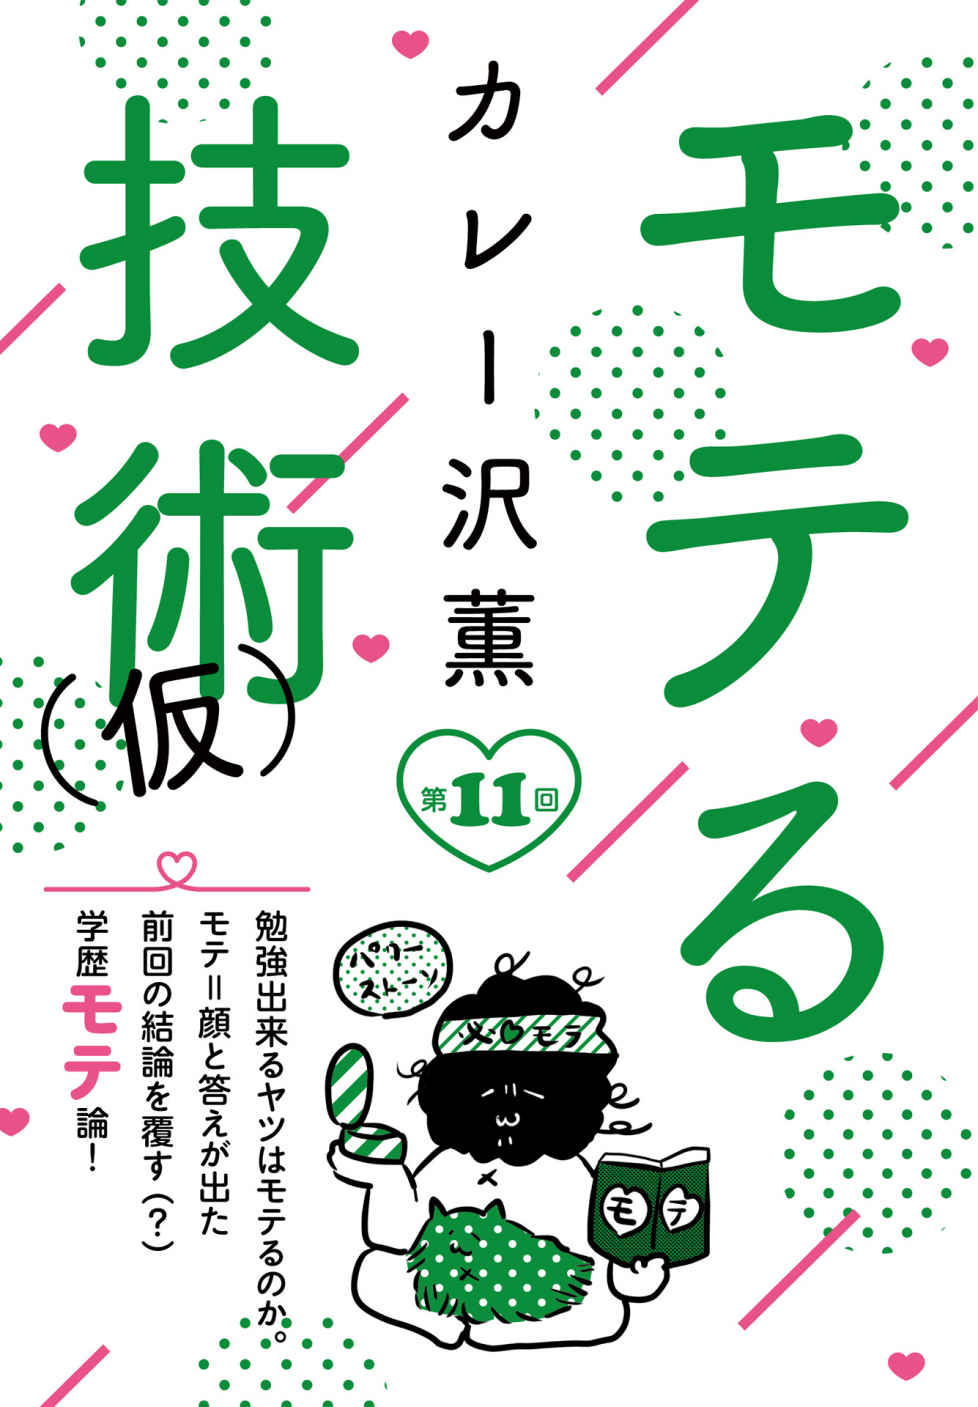 モテる
技術
(仮)
カレー沢薫
第11回
勉強出来るヤツはモテるのか。
モテ=顔と答えが出た
前回の結論を覆す(?)
学歴モテ論!
パワー
ストーン
必♡モテ
モテ